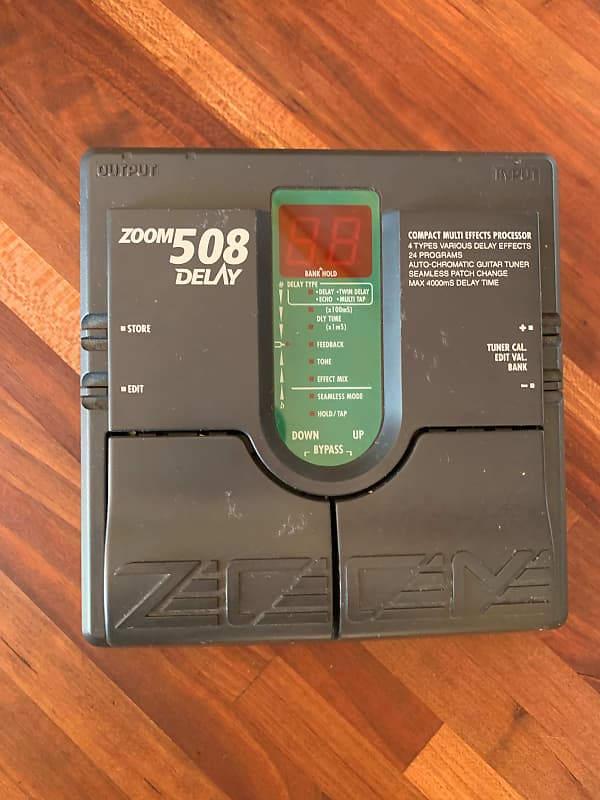 OUTPUT
INPUT
ZOOM 508
DELAY
COMPACT MULTI EFFECTS PROCESSOR
4 TYPES VARIOUS DELAY EFFECTS
24 PROGRAMS
AUTO-CHROMATIC GUITAR TUNER
SEAMLESS PATCH CHANGE
MAX 4000mS DELAY TIME
BANK HOLD
# DELAY TYPE
•DELAY •TWIN DELAY
•ECHO •MULTI TAP
(x100mS)
DLY TIME
(x1mS)
FEEDBACK
TONE
EFFECT MIX
SEAMLESS MODE
b HOLD/TAP
DOWN UP
BYPASS
STORE
EDIT
+
TUNER CAL.
EDIT VAL.
BANK
–
ZOOM